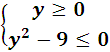 y ≥ 0
y² − 9 ≤ 0